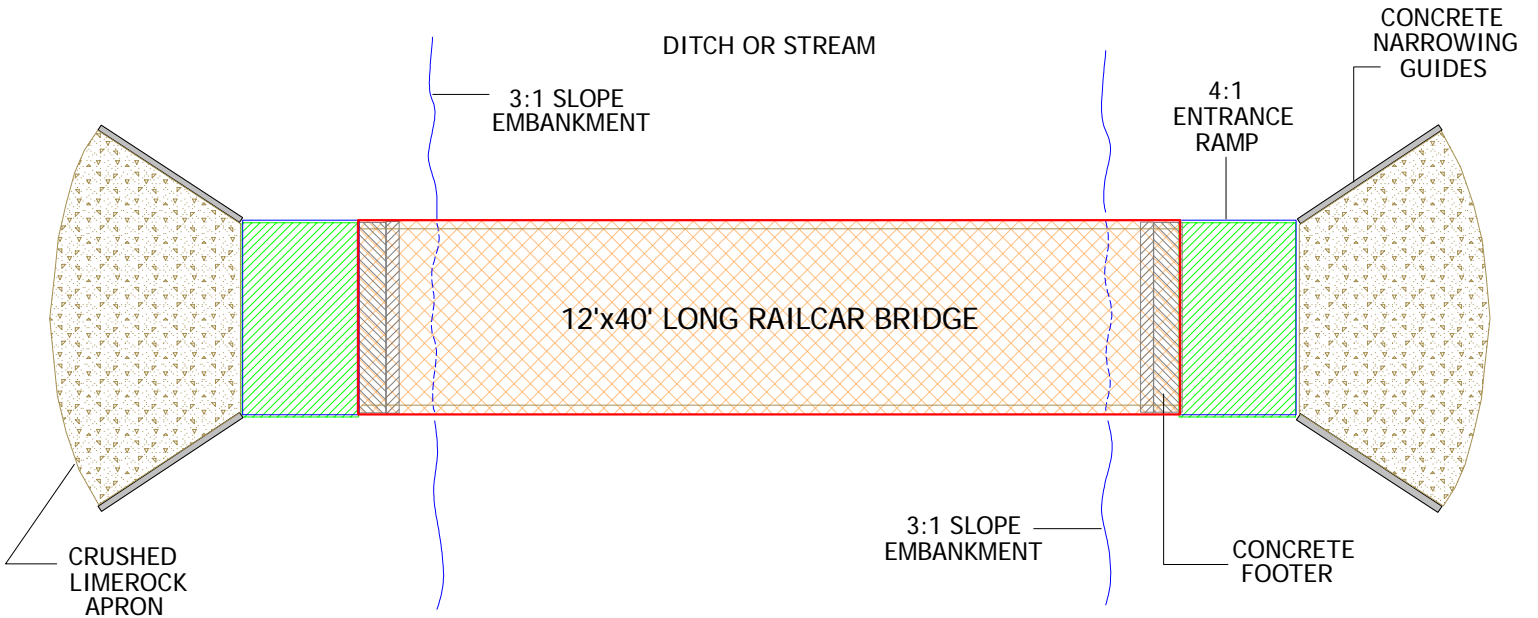 CONCRETE
NARROWING
GUIDES
DITCH OR STREAM
3:1 SLOPE
EMBANKMENT
4:1
ENTRANCE
RAMP
12'x40' LONG RAILCAR BRIDGE
3:1 SLOPE
EMBANKMENT
CONCRETE
FOOTER
CRUSHED
LIMEROCK
APRON